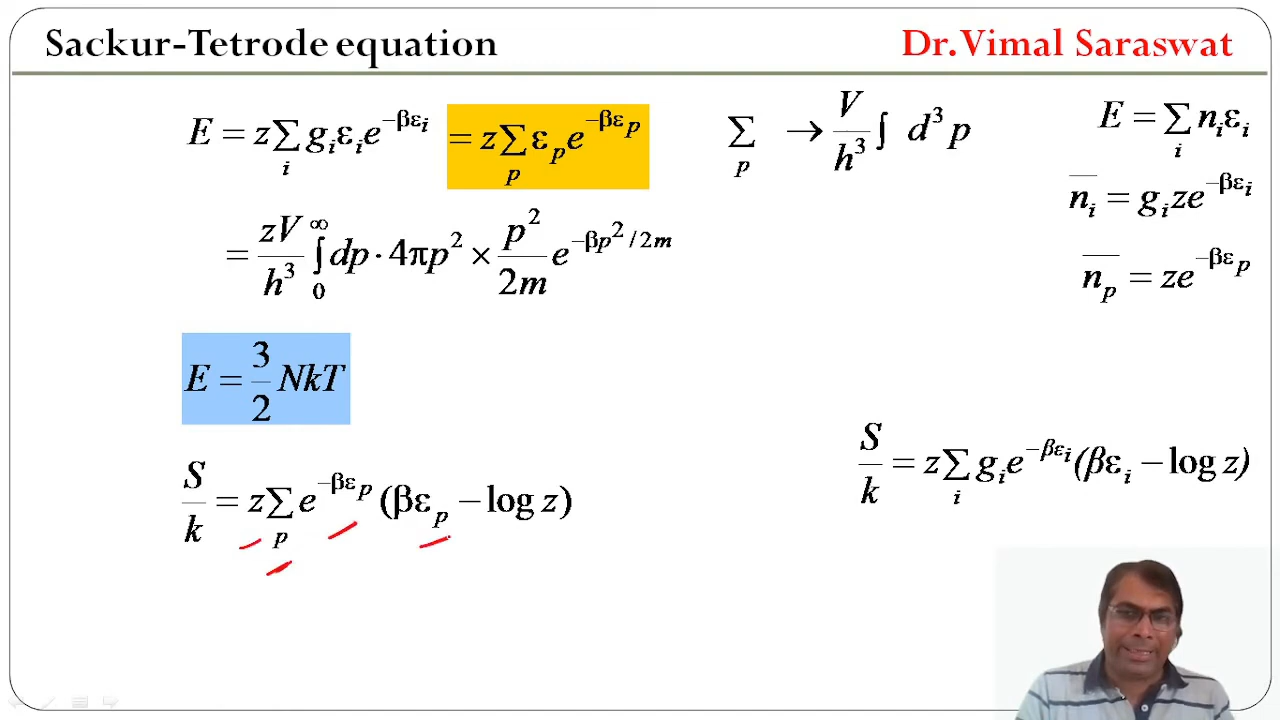 Sackur-Tetrode equation Dr.Vimal Saraswat
E = z∑_i g_i ε_i e^{−βε_i} = z∑_p ε_p e^{−βε_p}
∑_p → V/h³ ∫ d³p
E = ∑_i n_i ε_i
n̅_i = g_i z e^{−βε_i}
= zV/h³ ∫_0^∞ dp · 4πp² × p²/2m e^{−βp²/2m}
n̅_p = z e^{−βε_p}
E = 3/2 NkT
S/k = z∑_i g_i e^{−βε_i} (βε_i − log z)
S/k = z∑_p e^{−βε_p} (βε_p − log z)